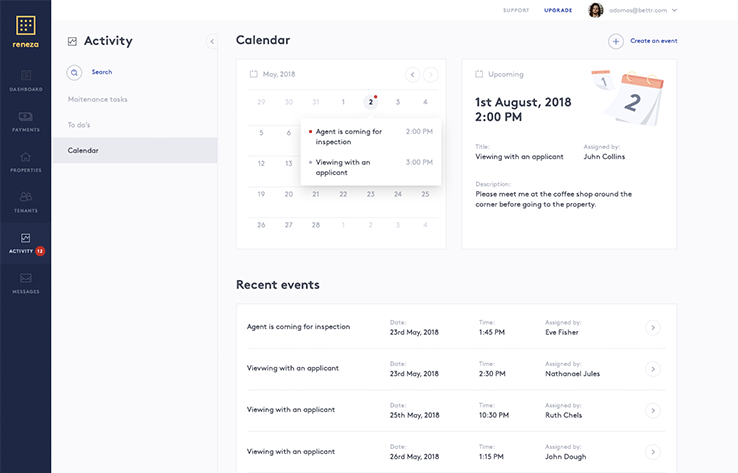 reneza
DASHBOARD
PAYMENTS
PROPERTIES
TENANTS
ACTIVITY 12
MESSAGES
Activity
Search
Maitenance tasks
To do's
Calendar
SUPPORT UPGRADE adamas@bettr.com
Calendar
Create an event
May, 2018
29 30 31 1 2 3 4
5 6
12 13
19 20 21 22 23 24 25
26 27 28 1 2 3 4
Agent is coming for 2:00 PM
inspection
Viewing with an 3:00 PM
applicant
Upcoming
1 2
1st August, 2018
2:00 PM
Title: Assigned by:
Viewing with an applicant Juhn Collins
Description:
Please meet me at the coffee shop around the
corner before going to the property.
Recent events
Date: Time: Assigned by:
Agent is coming for inspection 23rd May, 2018 1:45 PM Eve Fisher
Date: Time: Assigned by:
Vievwing with an applicant 23rd May, 2018 2:30 PM Nathanael Jules
Date: Time: Assigned by:
Viewing with an applicant 25th May, 2018 10:30 PM Ruth Chels
Date: Time: Assigned by:
Viewing with an applicant 26rd May, 2018 1:15 PM John Dough